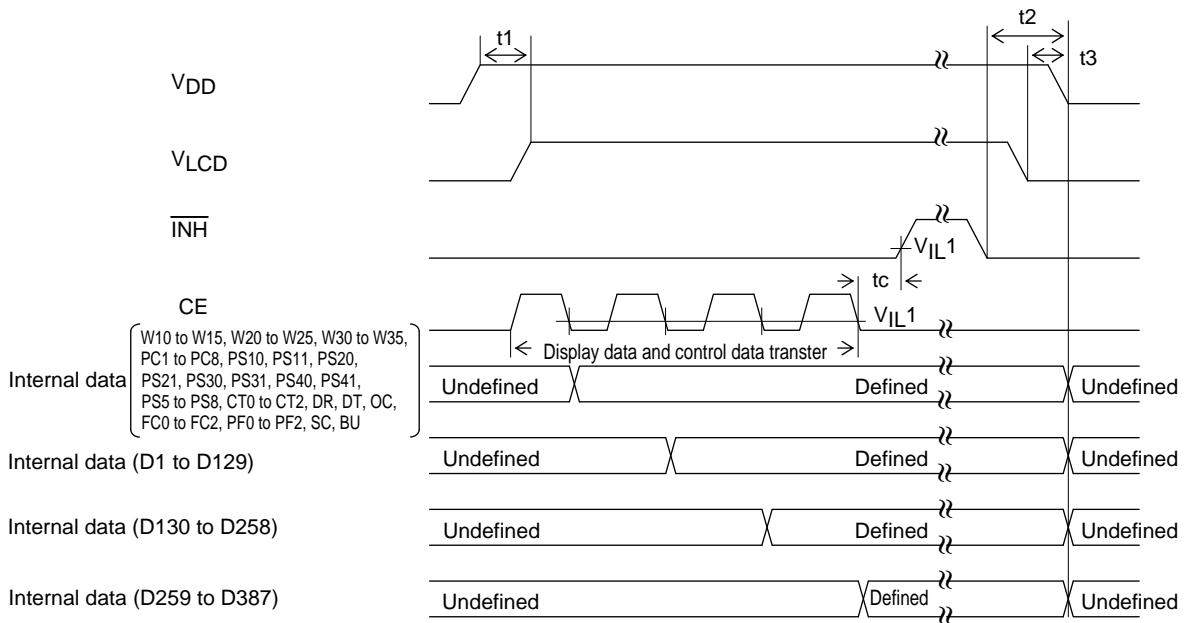 t2
t1
t3
VDD
VLCD
INH
VIL1
tc
CE
VIL1
W10 to W15, W20 to W25, W30 to W35,
PC1 to PC8, PS10, PS11, PS20,
PS21, PS30, PS31, PS40, PS41,
PS5 to PS8, CT0 to CT2, DR, DT, OC,
FC0 to FC2, PF0 to PF2, SC, BU
Display data and control data transter
Internal data
Undefined Defined Undefined
Internal data (D1 to D129) Undefined Defined Undefined
Internal data (D130 to D258) Undefined Defined Undefined
Internal data (D259 to D387) Undefined Defined Undefined